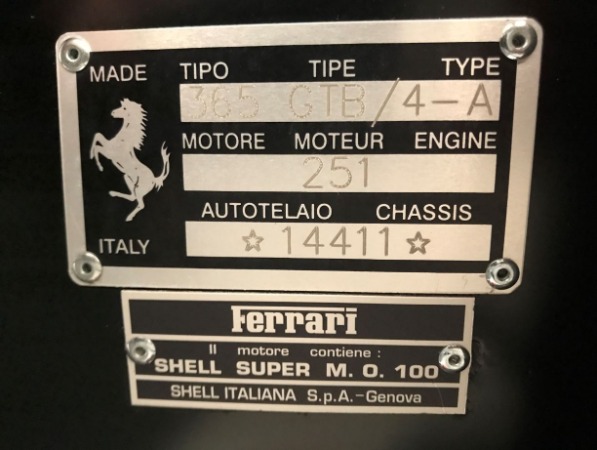 MADE TIPO TIPE TYPE
365 GTB/4-A
MOTORE MOTEUR ENGINE
251
AUTOTELAIO CHASSIS
ITALY ☆ 14411 ☆
Ferrari
Il motore contiene :
SHELL SUPER M. O. 100
SHELL ITALIANA S.p.A.-Genova